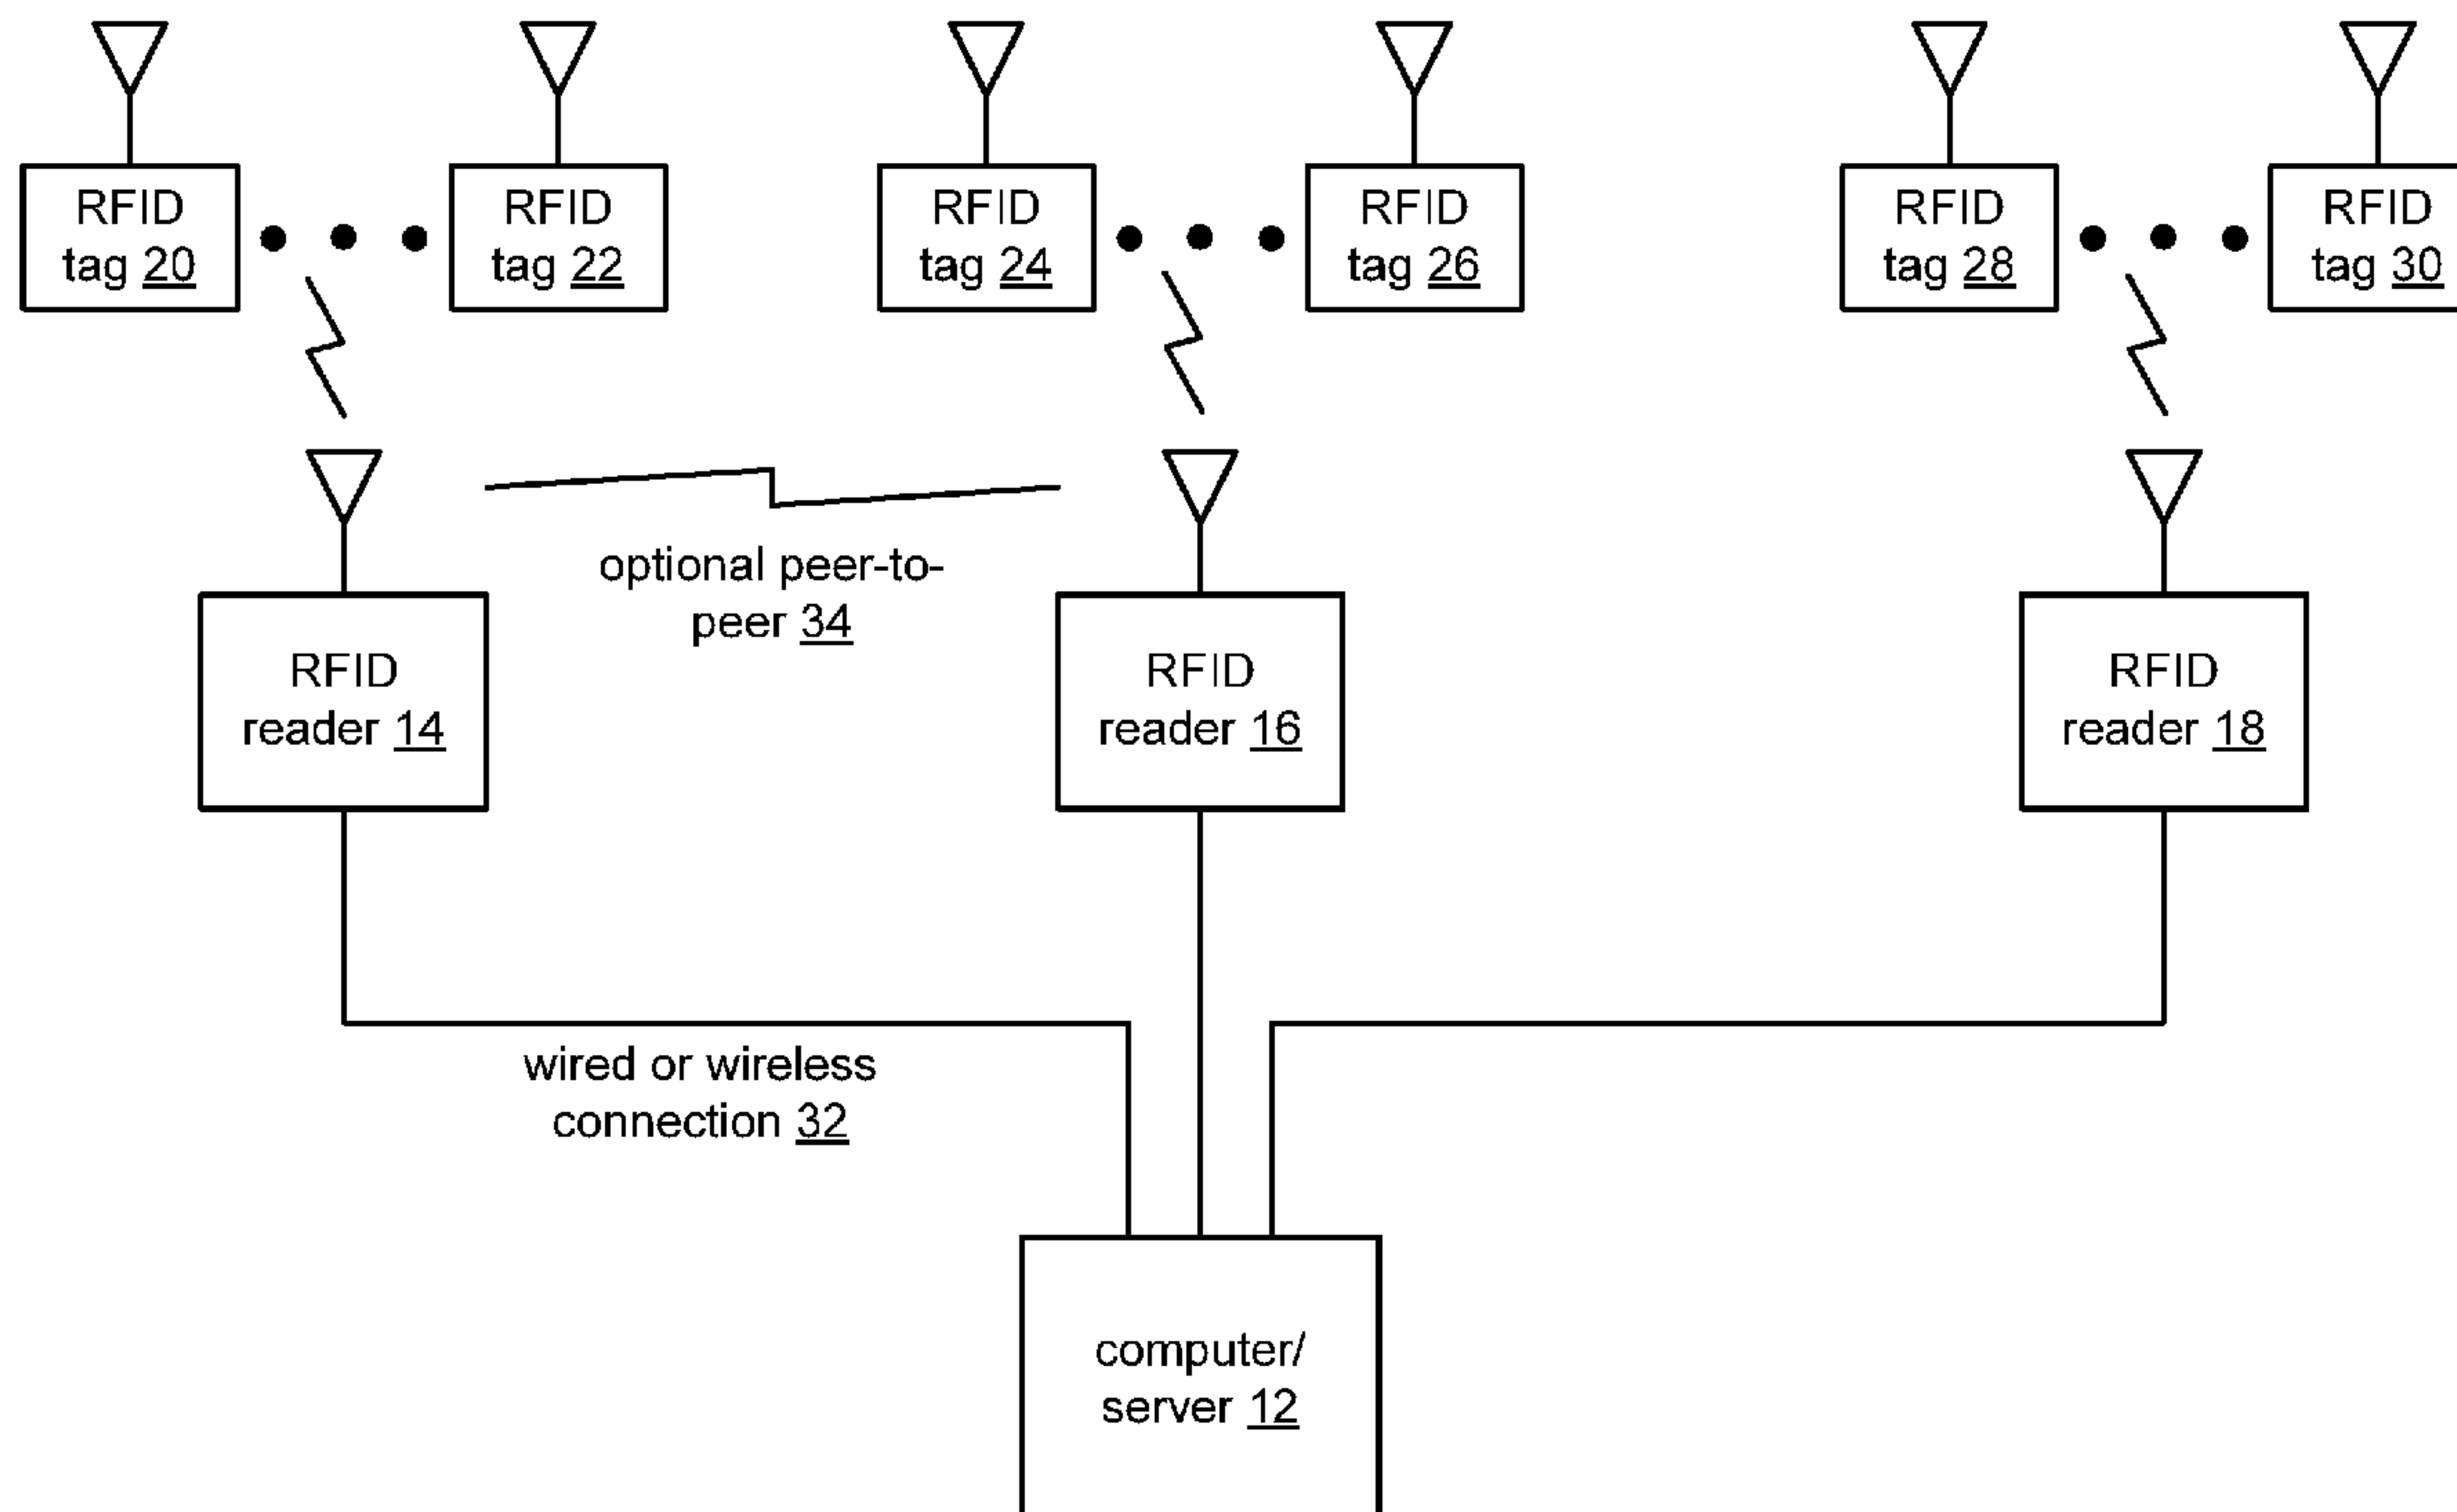 RFID
tag 20
RFID
tag 22
RFID
tag 24
RFID
tag 26
RFID
tag 28
RFID
tag 30
optional peer-to-
peer 34
RFID
reader 14
RFID
reader 16
RFID
reader 18
wired or wireless
connection 32
computer/
server 12